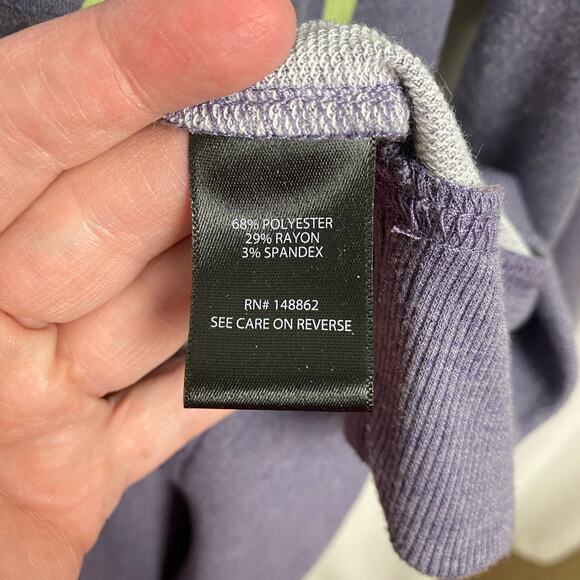 68% POLYESTER
29% RAYON
3% SPANDEX
RN# 148862
SEE CARE ON REVERSE